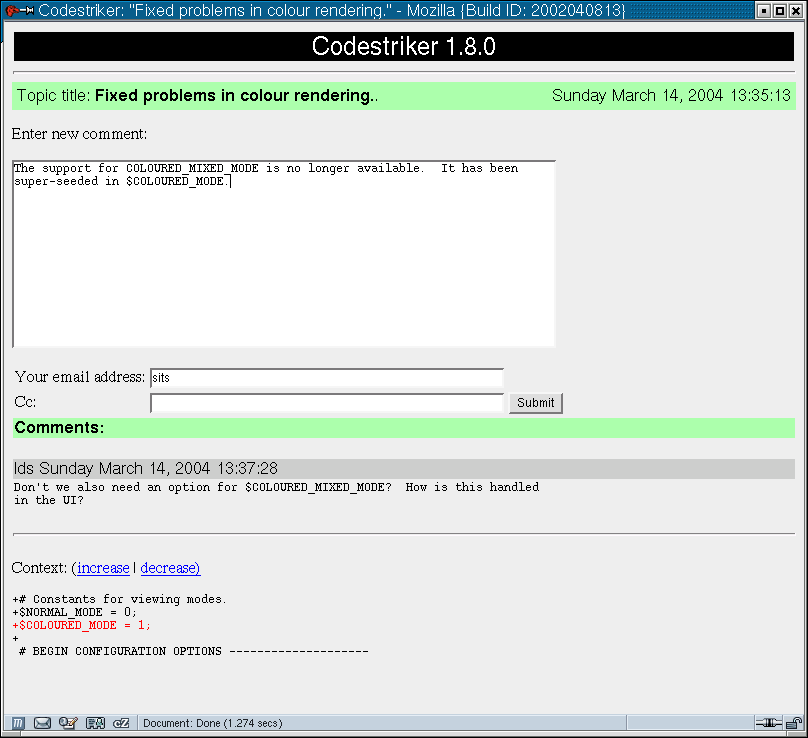 Codestriker: "Fixed problems in colour rendering." - Mozilla {Build ID: 2002040813}
Codestriker 1.8.0
Topic title: Fixed problems in colour rendering.. Sunday March 14, 2004 13:35:13
Enter new comment:
The support for COLOURED_MIXED_MODE is no longer available.  It has been
super-seeded in $COLOURED_MODE.
Your email address: sits
Cc: Submit
Comments:
lds Sunday March 14, 2004 13:37:28
Don't we also need an option for $COLOURED_MIXED_MODE?  How is this handled
in the UI?
Context: (increase | decrease)
+# Constants for viewing modes.
+$NORMAL_MODE = 0;
+$COLOURED_MODE = 1;
+
 # BEGIN CONFIGURATION OPTIONS --------------------
Document: Done (1.274 secs)